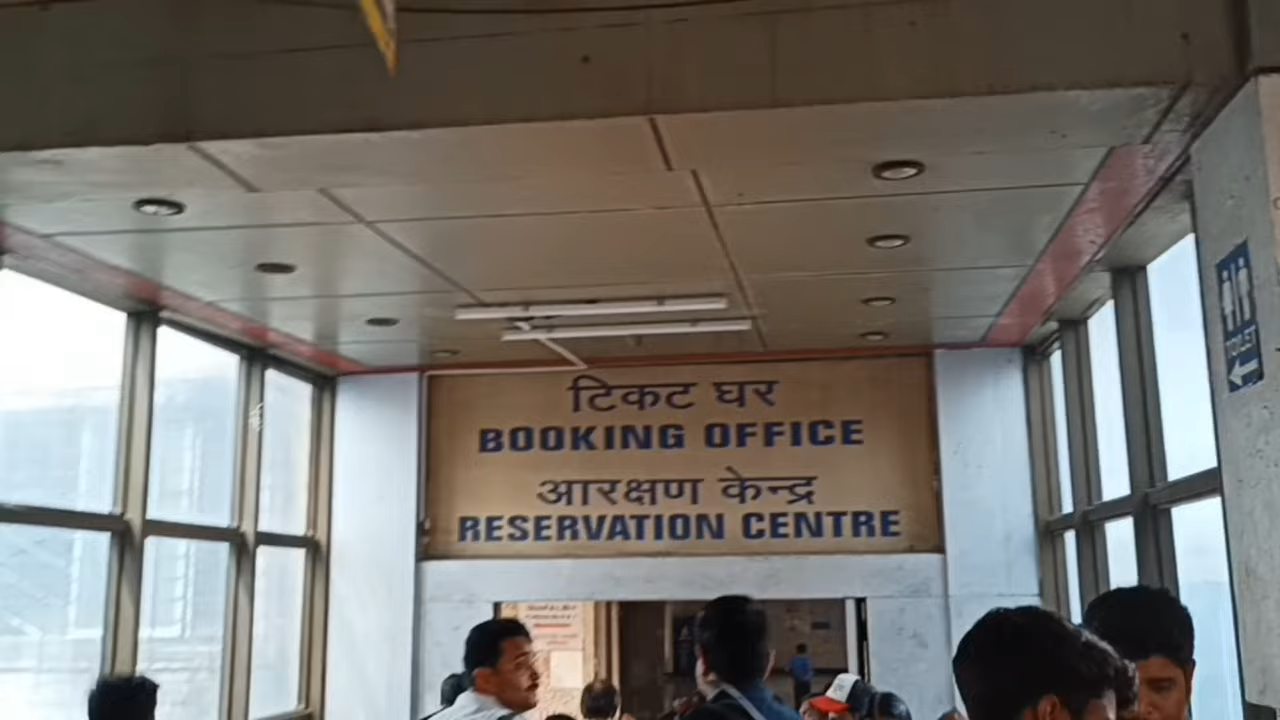 टिकट घर
BOOKING OFFICE
आरक्षण केन्द्र
RESERVATION CENTRE
TOILET